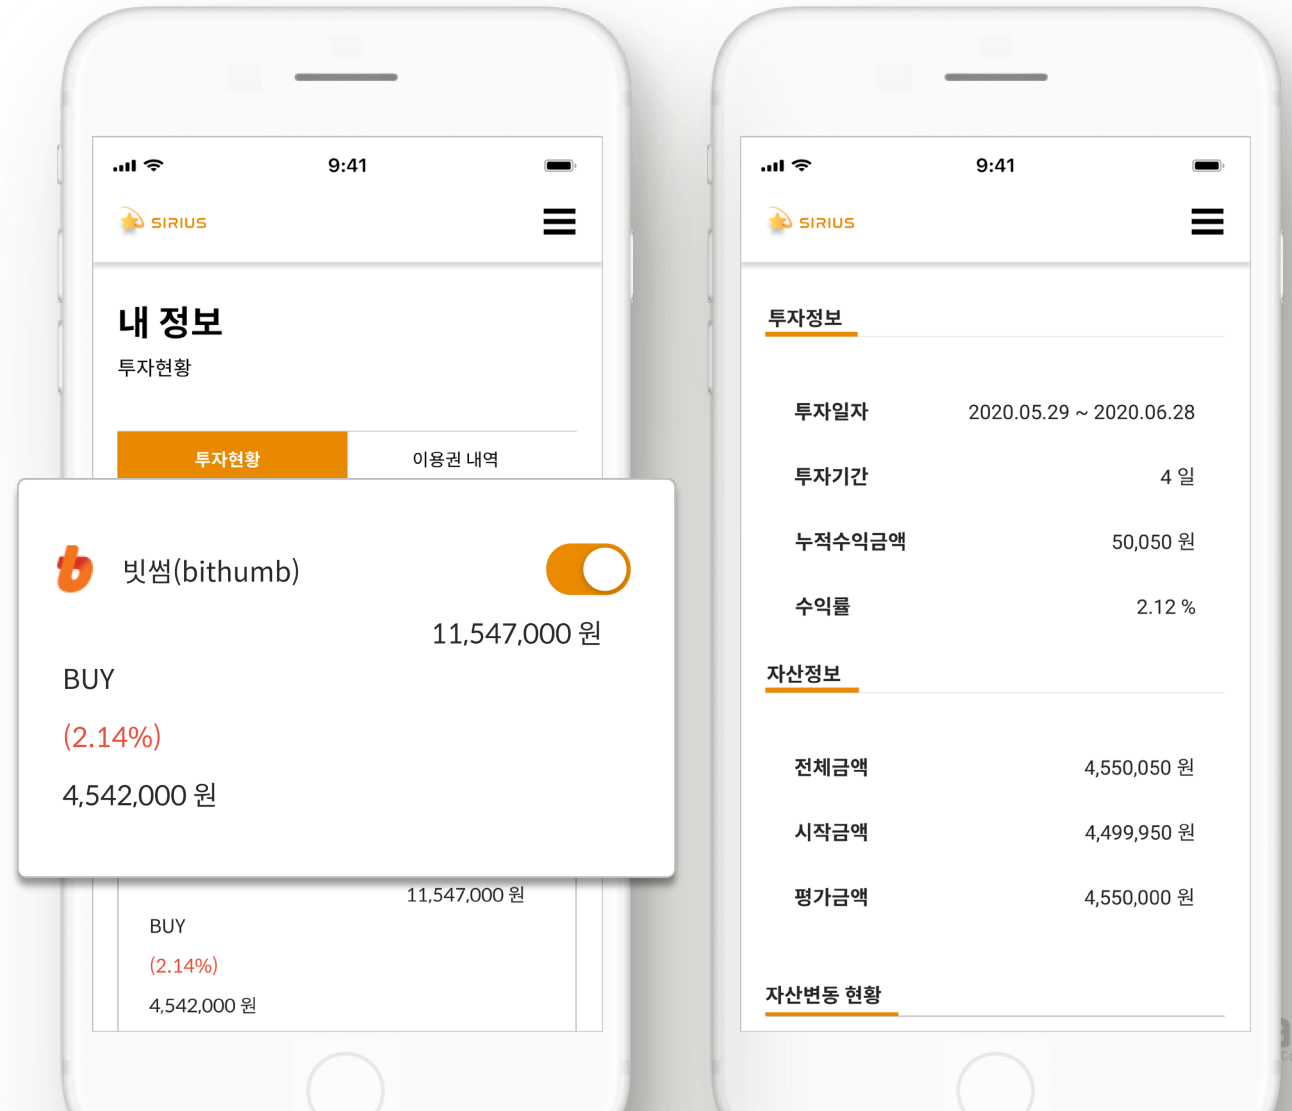 9:41
SIRIUS
내 정보
투자현황
투자현황 이용권 내역
빗썸(bithumb)
11,547,000 원
BUY
(2.14%)
4,542,000 원
11,547,000 원
BUY
(2.14%)
4,542,000 원
9:41
SIRIUS
투자정보
투자일자 2020.05.29 ~ 2020.06.28
투자기간 4 일
누적수익금액 50,050 원
수익률 2.12 %
자산정보
전체금액 4,550,050 원
시작금액 4,499,950 원
평가금액 4,550,000 원
자산변동 현황